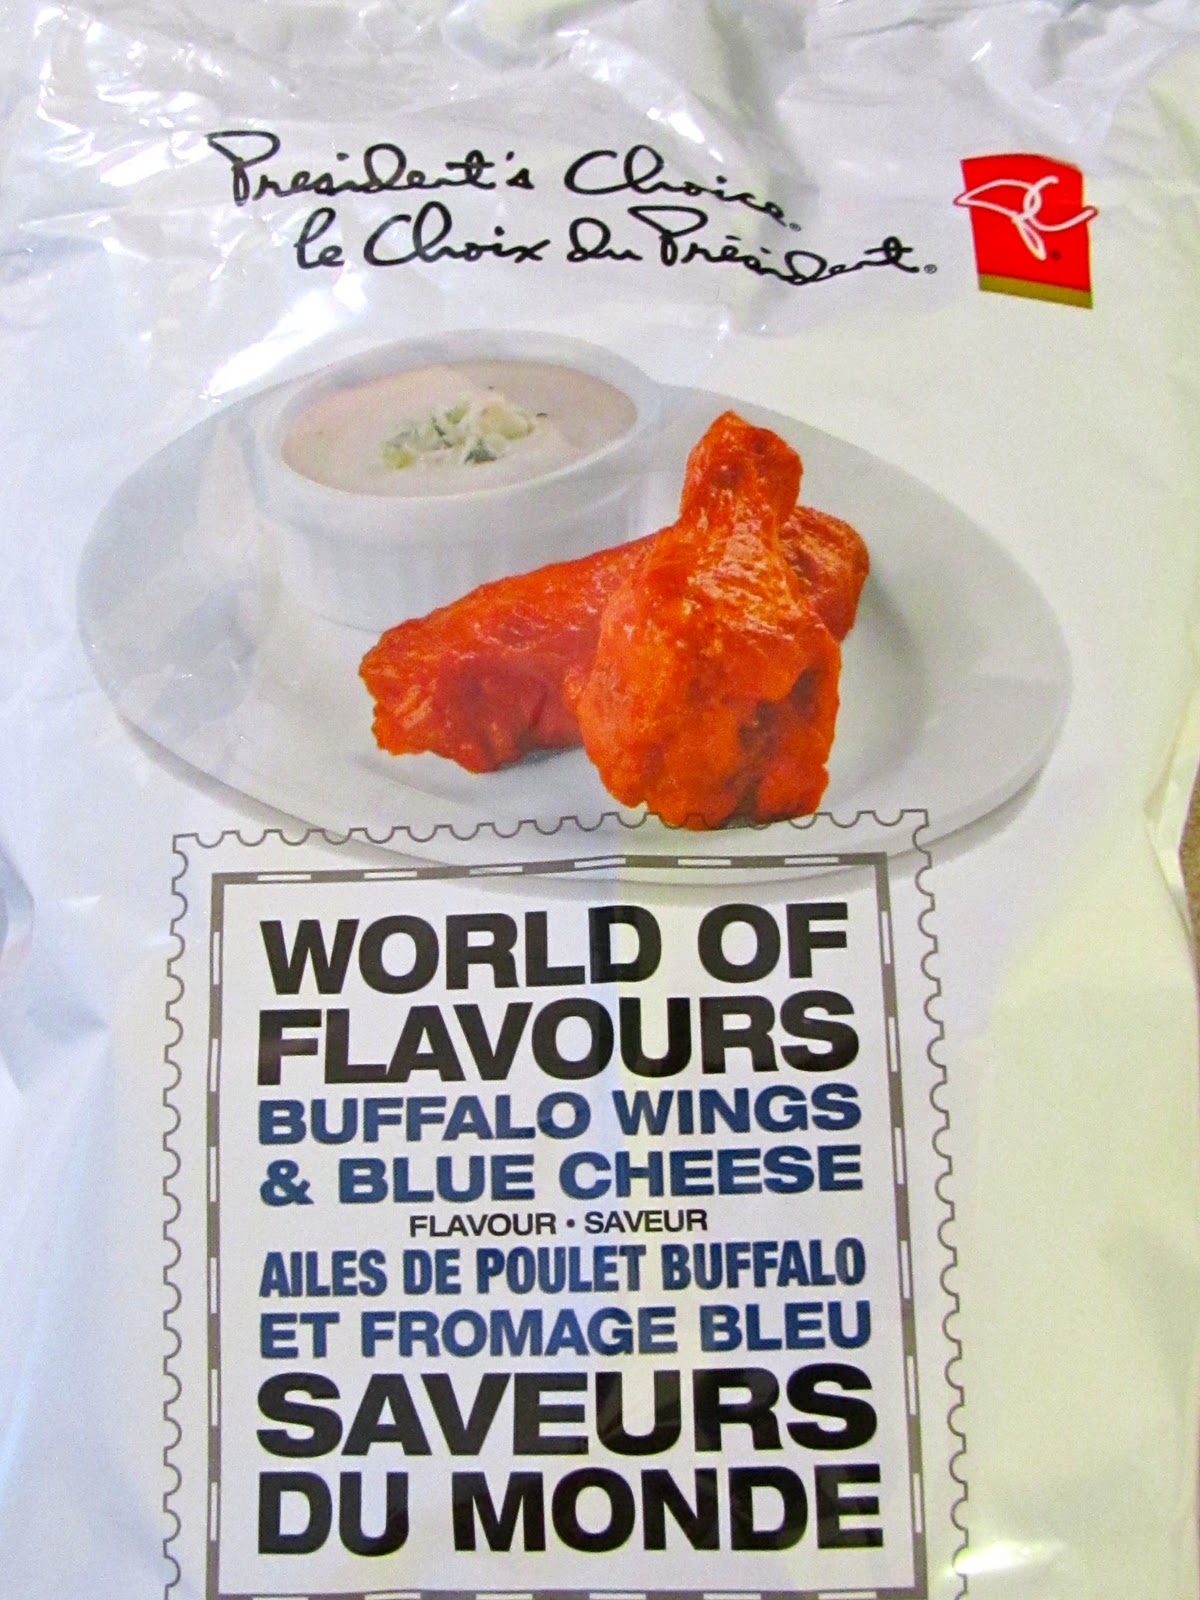 President's Choice®
le Choix du Président®
PC®
WORLD OF
FLAVOURS
BUFFALO WINGS
& BLUE CHEESE
FLAVOUR • SAVEUR
AILES DE POULET BUFFALO
ET FROMAGE BLEU
SAVEURS
DU MONDE